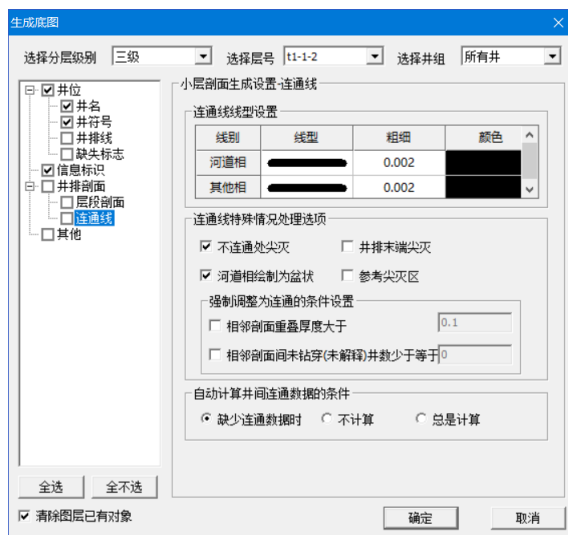 生成底图
选择分层级别 三级 选择层号 t1-1-2 选择井组 所有井
井位
井名
井符号
井排线
缺失标志
信息标识
井排剖面
层段剖面
连通线
其他
小层剖面生成设置-连通线
连通线线型设置
线别 线型 粗细 颜色
河道相 0.002
其他相 0.002
连通线特殊情况处理选项
不连通处尖灭 井排末端尖灭
河道相绘制为盆状 参考尖灭区
强制调整为连通的条件设置
相邻剖面重叠厚度大于 0.1
相邻剖面间未钻穿(未解释)井数少于等于 0
自动计算井间连通数据的条件
缺少连通数据时 不计算 总是计算
全选 全不选
清除图层已有对象 确定 取消